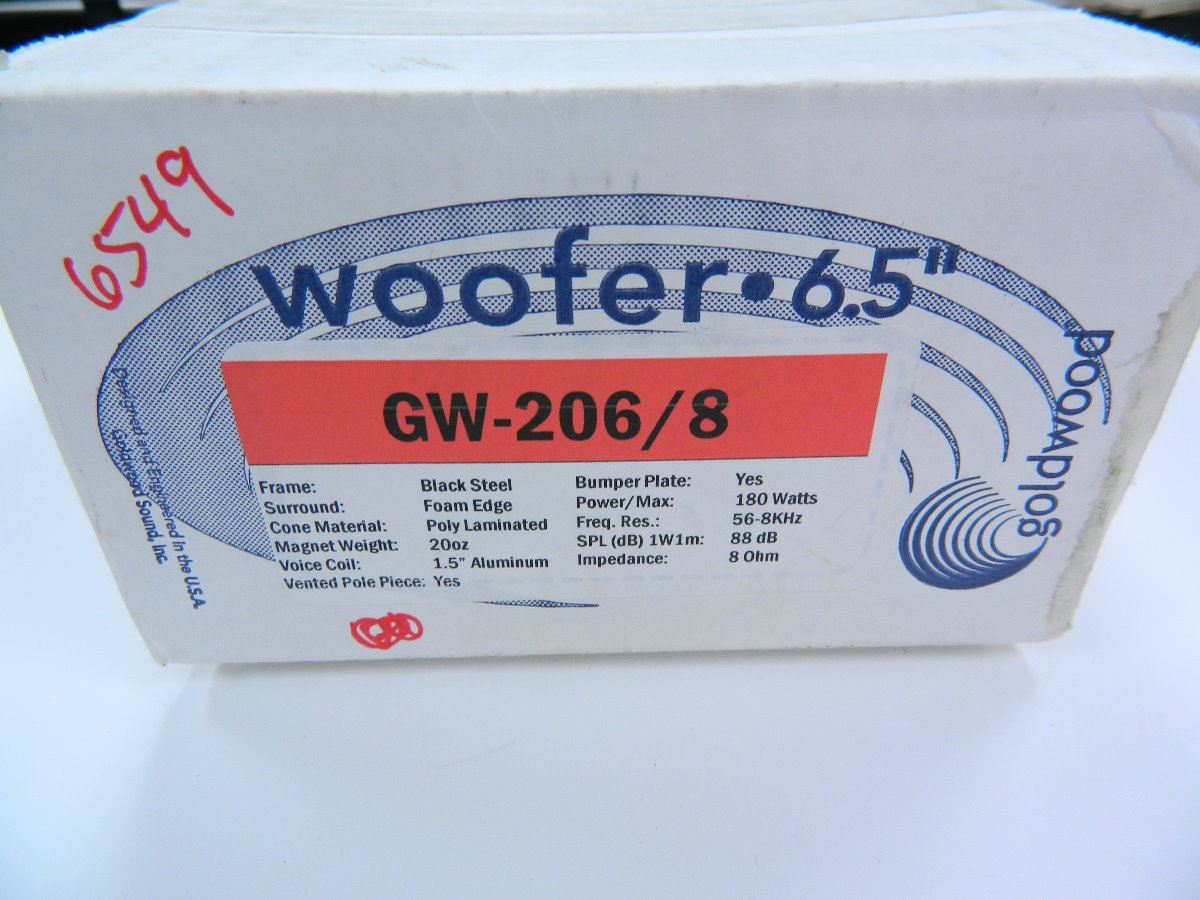 6549
woofer • 6.5"
goldwood
GW-206/8
Frame: Black Steel
Surround: Foam Edge
Cone Material: Poly Laminated
Magnet Weight: 20oz
Voice Coil: 1.5" Aluminum
Vented Pole Piece: Yes
Bumper Plate: Yes
Power/Max: 180 Watts
Freq. Res.: 56-8KHz
SPL (dB) 1W1m: 88 dB
Impedance: 8 Ohm
Designed and Engineered in the U.S.A.
Goldwood Sound, Inc.